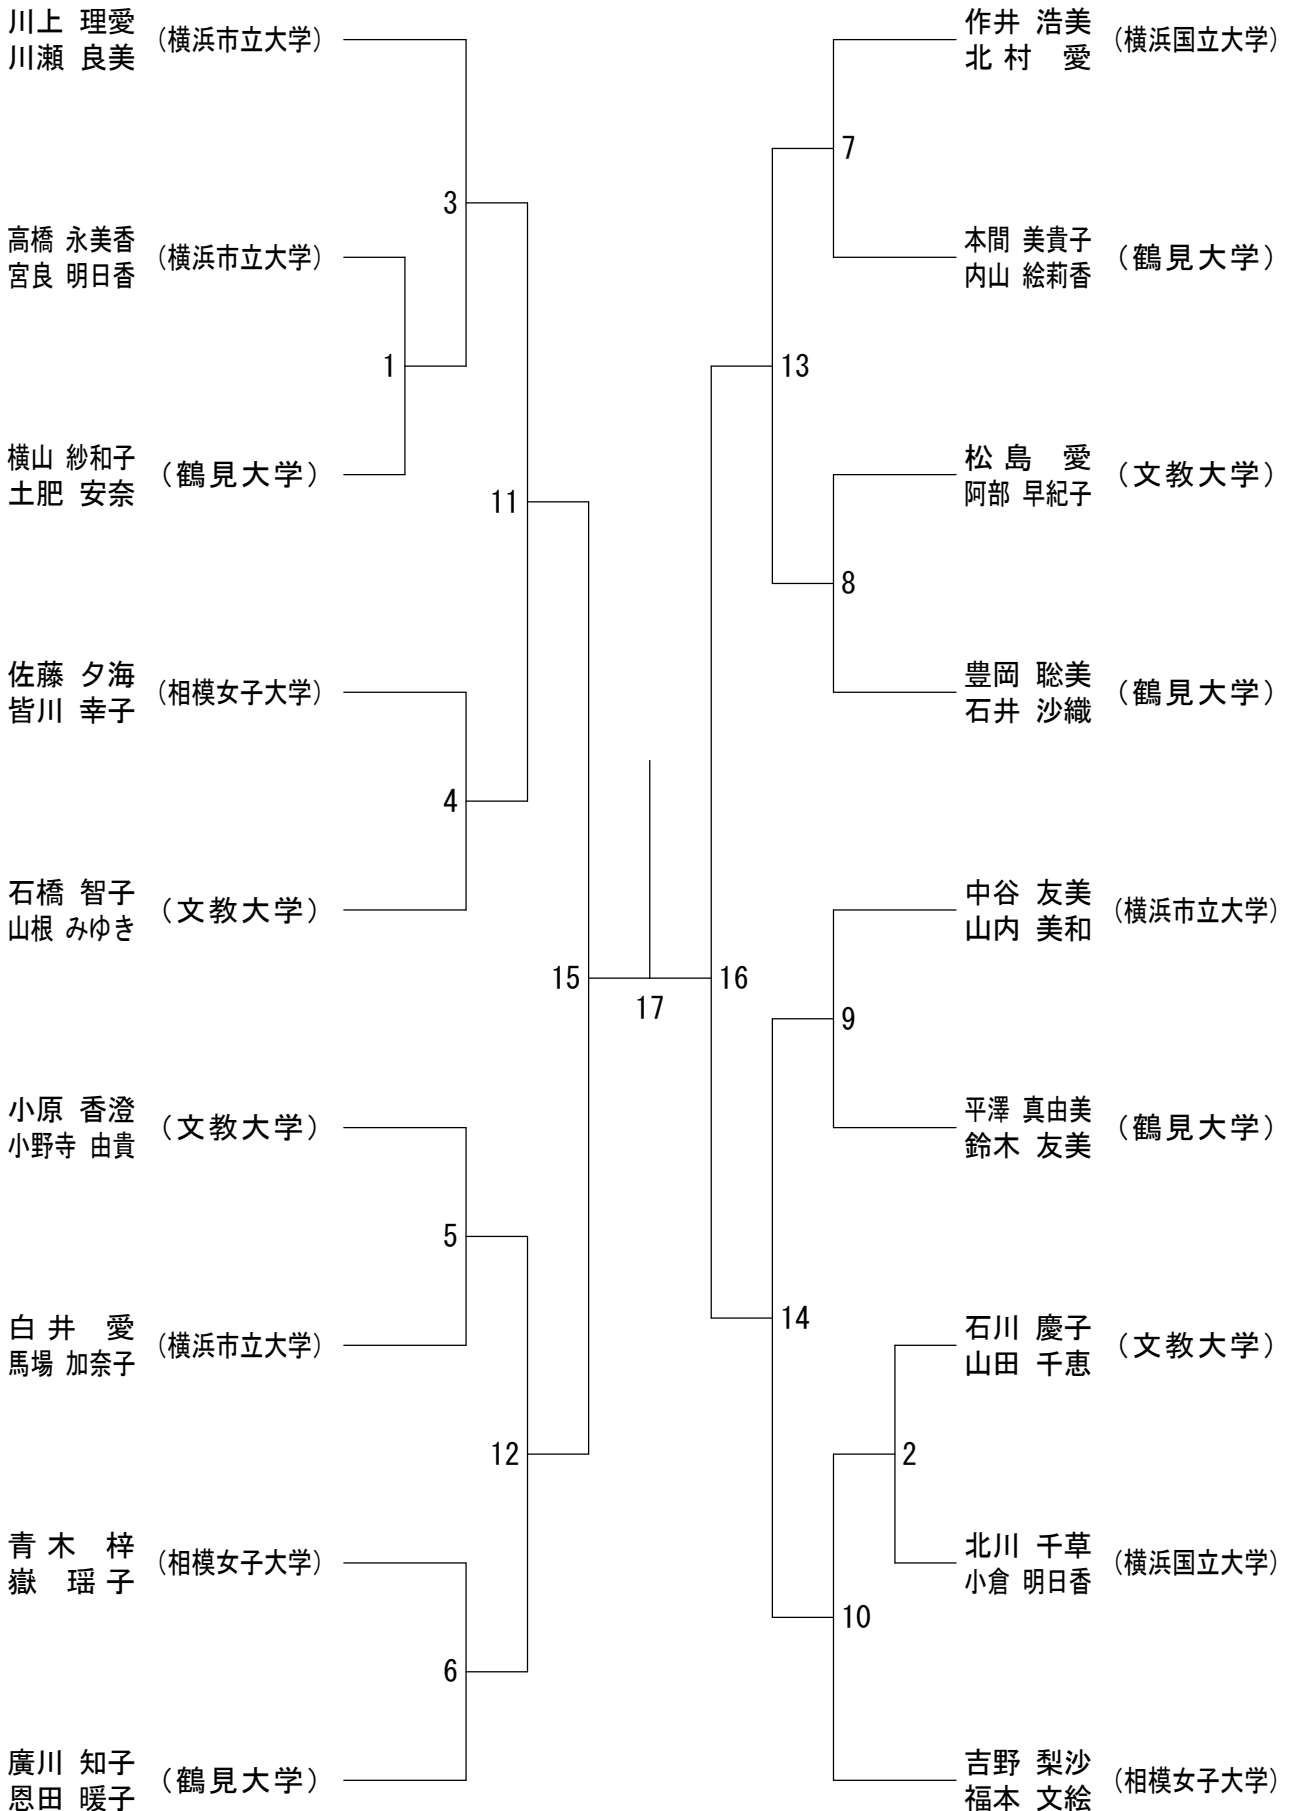 川上 理愛
川瀬 良美
(横浜市立大学)
3
高橋 永美香
宮良 明日香
(横浜市立大学)
1
横山 紗和子
土肥 安奈
(鶴見大学)
11
佐藤 夕海
皆川 幸子
(相模女子大学)
4
石橋 智子
山根 みゆき
(文教大学)
15
17
小原 香澄
小野寺 由貴
(文教大学)
5
白井 愛
馬場 加奈子
(横浜市立大学)
12
青木 梓
嶽 瑶子
(相模女子大学)
6
廣川 知子
恩田 暖子
(鶴見大学)
作井 浩美
北村 愛
(横浜国立大学)
7
本間 美貴子
内山 絵莉香
(鶴見大学)
13
松島 愛
阿部 早紀子
(文教大学)
8
豊岡 聡美
石井 沙織
(鶴見大学)
16
中谷 友美
山内 美和
(横浜市立大学)
9
平澤 真由美
鈴木 友美
(鶴見大学)
14
石川 慶子
山田 千恵
(文教大学)
2
北川 千草
小倉 明日香
(横浜国立大学)
10
吉野 梨沙
福本 文絵
(相模女子大学)